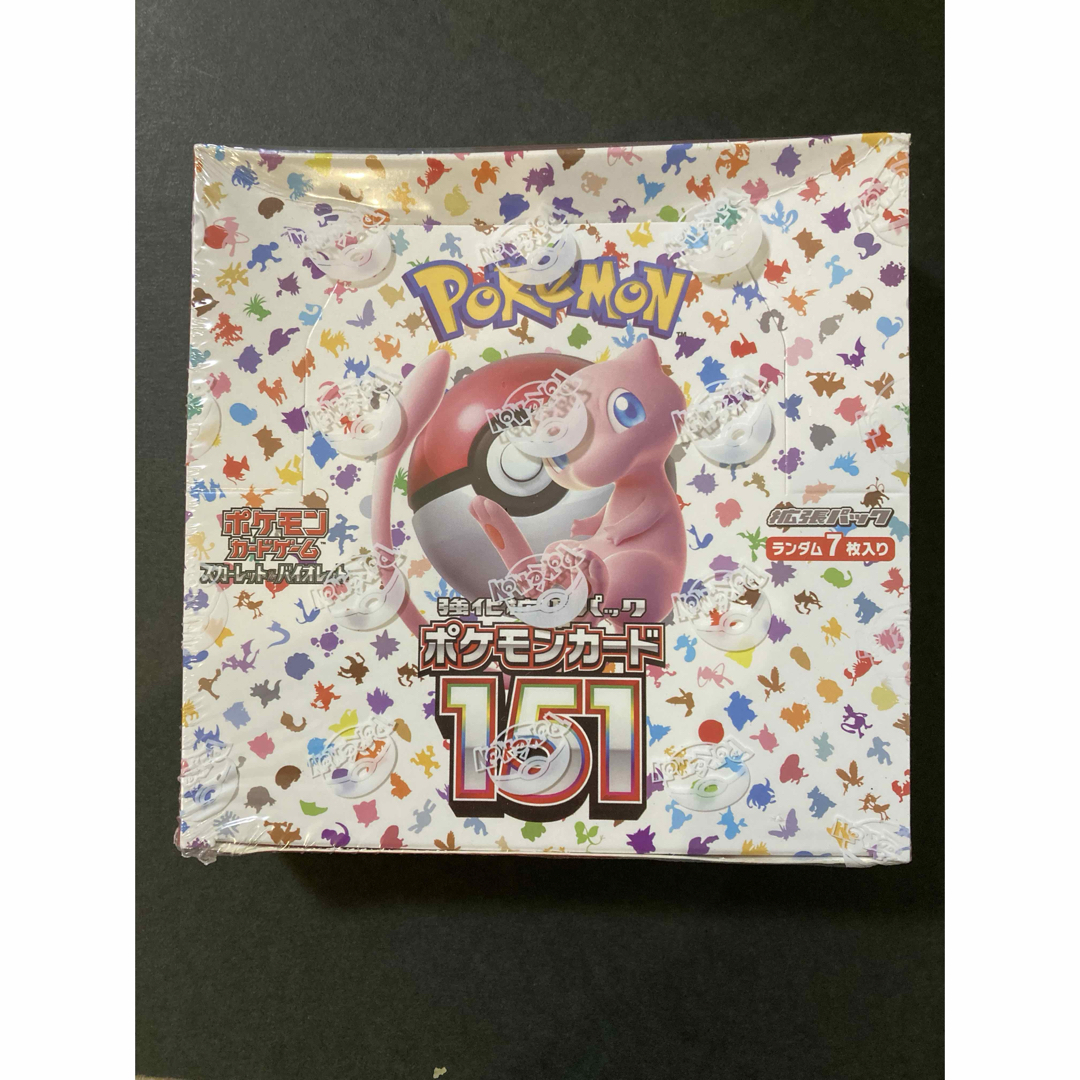 POKéMON
TM
ポケモン
カードゲーム
スカーレット&バイオレット
拡張パック
ランダム7枚入り
強化拡張パック
ポケモンカード
151